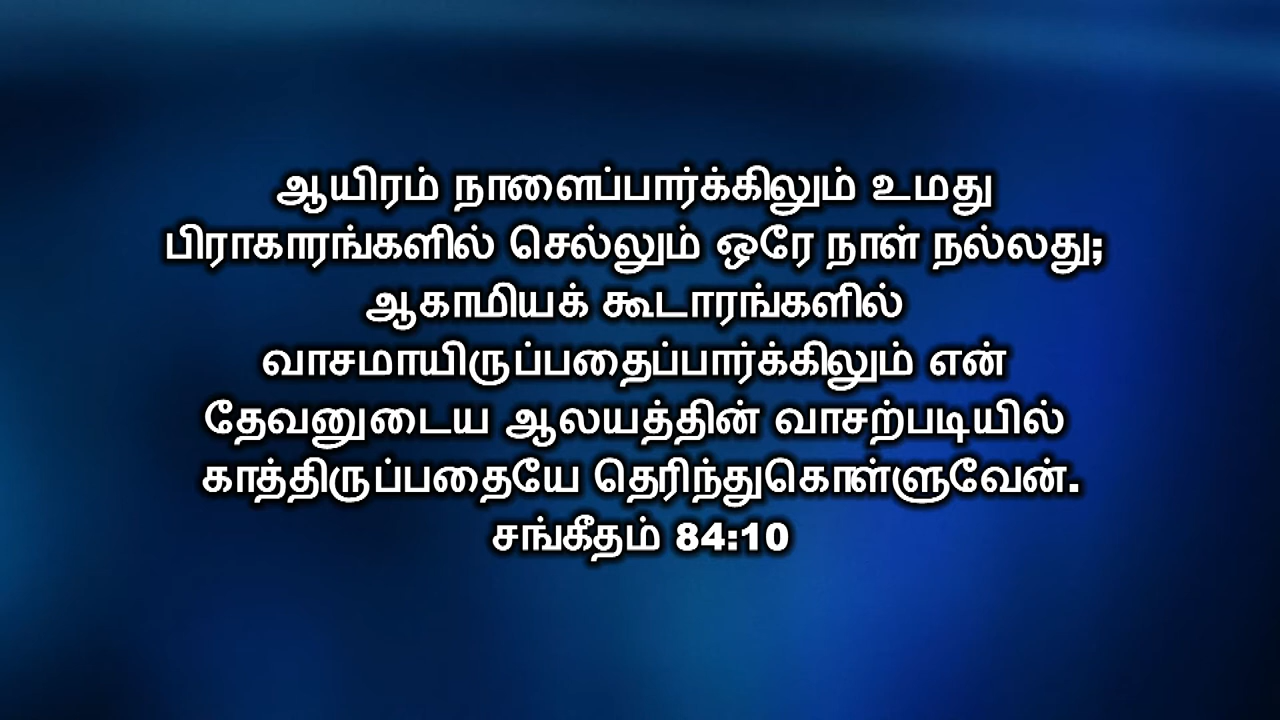 ஆயிரம் நாளைப்பார்க்கிலும் உமது
பிராகாரங்களில் செல்லும் ஒரே நாள் நல்லது;
ஆகாமியக் கூடாரங்களில்
வாசமாயிருப்பதைப்பார்க்கிலும் என்
தேவனுடைய ஆலயத்தின் வாசற்படியில்
காத்திருப்பதையே தெரிந்துகொள்ளுவேன்.
சங்கீதம் 84:10